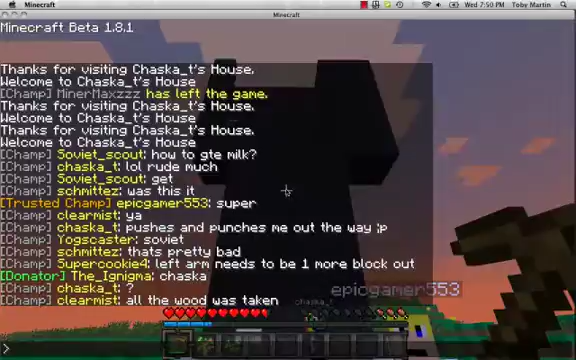 Minecraft
Wed 7:50 PM Toby Martin
Minecraft
Minecraft Beta 1.8.1
Thanks for visiting Chaska_t's House.
Welcome to Chaska_t's House
[Champ] MinerMaxzzz has left the game.
Thanks for visiting Chaska_t's House.
Welcome to Chaska_t's House
Thanks for visiting Chaska_t's House.
Welcome to Chaska_t's House
[Champ] Soviet_scout: how to gte milk?
[Champ] chaska_t: lol rude much
[Champ] Soviet_scout: get
[Champ] schmittez: was this it
[Trusted Champ] epicgamer553: super
[Champ] clearmist: ya
[Champ] chaska_t: pushes and punches me out the way ;p
[Champ] Yogscaster: soviet
[Champ] schmittez: thats pretty bad
[Champ] Supercookie4: left arm needs to be 1 more block out
[Donator] The_Ignigma: chaska
[Champ] chaska_t: ?
epicgamer553
[Champ] clearmist: all the wood was taken
chaska_t
>